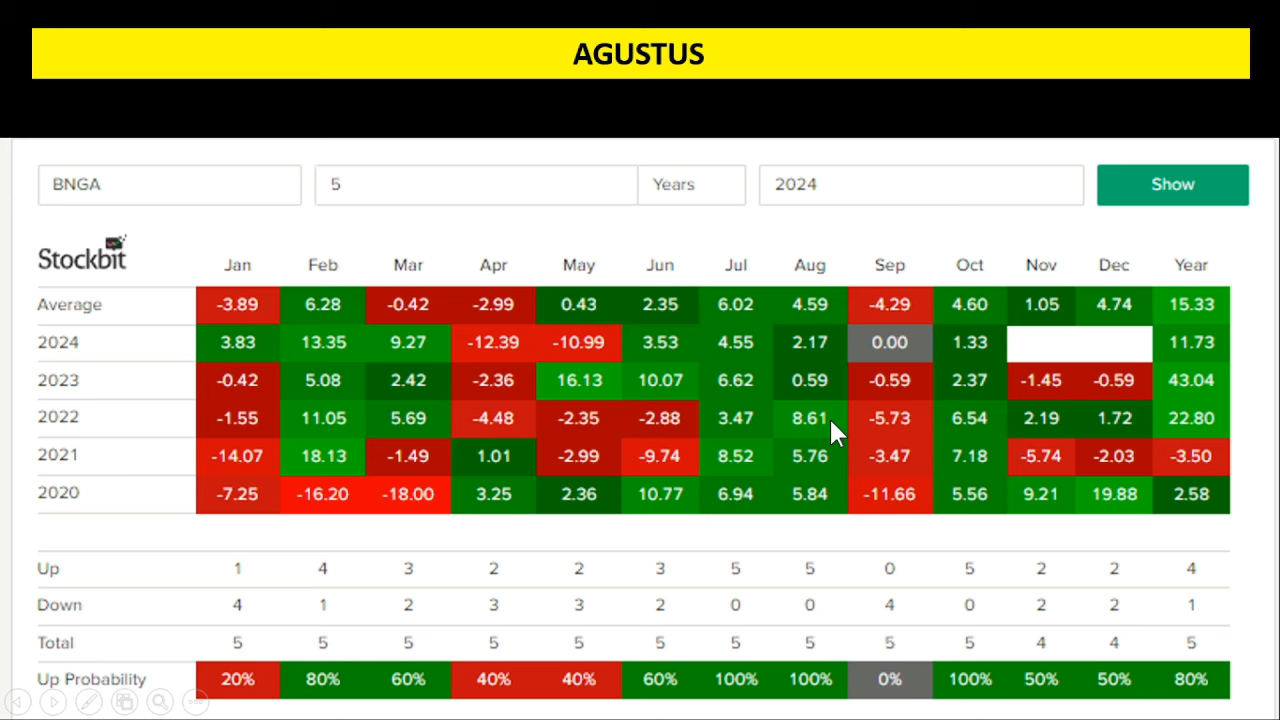 AGUSTUS
BNGA 5 Years 2024 Show
Stockbit Jan Feb Mar Apr May Jun Jul Aug Sep Oct Nov Dec Year
Average -3.89 6.28 -0.42 -2.99 0.43 2.35 6.02 4.59 -4.29 4.60 1.05 4.74 15.33
2024 3.83 13.35 9.27 -12.39 -10.99 3.53 4.55 2.17 0.00 1.33 11.73
2023 -0.42 5.08 2.42 -2.36 16.13 10.07 6.62 0.59 -0.59 2.37 -1.45 -0.59 43.04
2022 -1.55 11.05 5.69 -4.48 -2.35 -2.88 3.47 8.61 -5.73 6.54 2.19 1.72 22.80
2021 -14.07 18.13 -1.49 1.01 -2.99 -9.74 8.52 5.76 -3.47 7.18 -5.74 -2.03 -3.50
2020 -7.25 -16.20 -18.00 3.25 2.36 10.77 6.94 5.84 -11.66 5.56 9.21 19.88 2.58
Up 1 4 3 2 2 3 5 5 0 5 2 2 4
Down 4 1 2 3 3 2 0 0 4 0 2 2 1
Total 5 5 5 5 5 5 5 5 5 5 4 4 5
Up Probability 20% 80% 60% 40% 40% 60% 100% 100% 0% 100% 50% 50% 80%